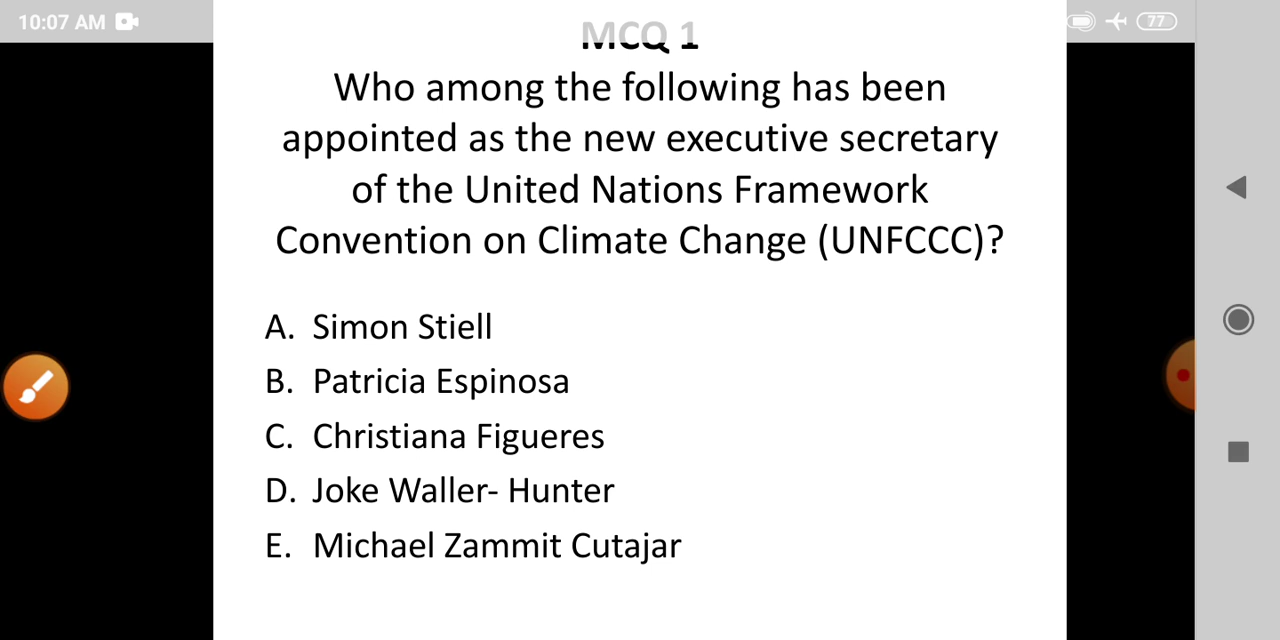 10:07 AM
77
MCQ 1
Who among the following has been
appointed as the new executive secretary
of the United Nations Framework
Convention on Climate Change (UNFCCC)?
A. Simon Stiell
B. Patricia Espinosa
C. Christiana Figueres
D. Joke Waller- Hunter
E. Michael Zammit Cutajar